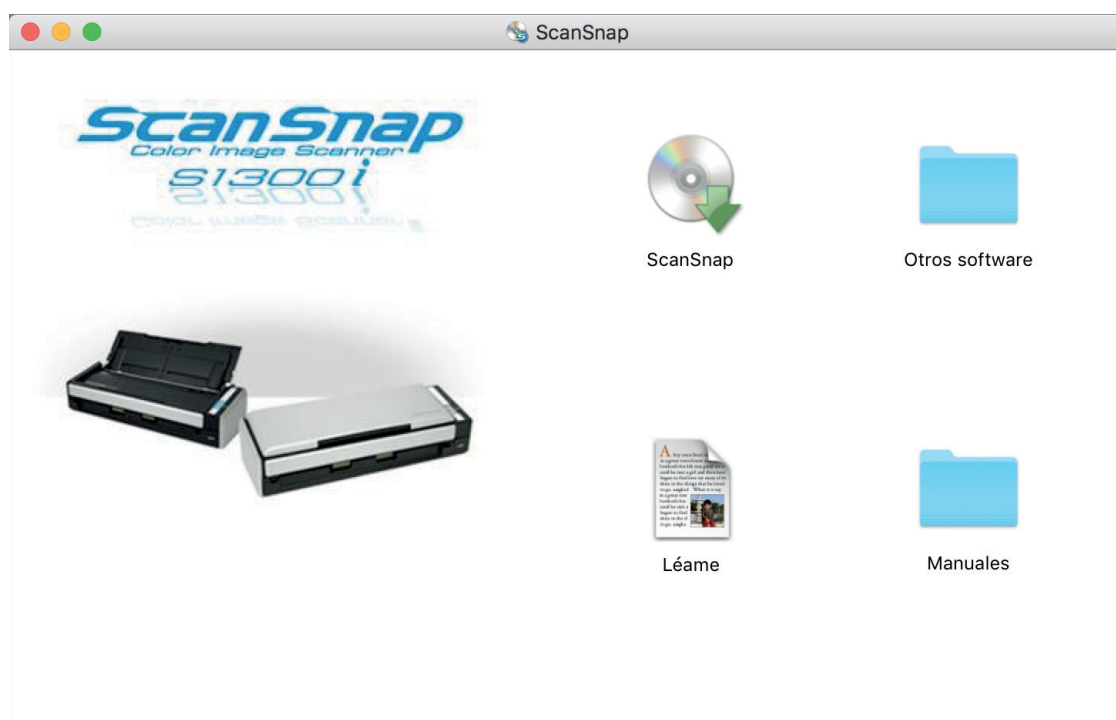 ScanSnap
ScanSnap
Color Image Scanner
S1300i
ScanSnap
Otros software
Léame
Manuales